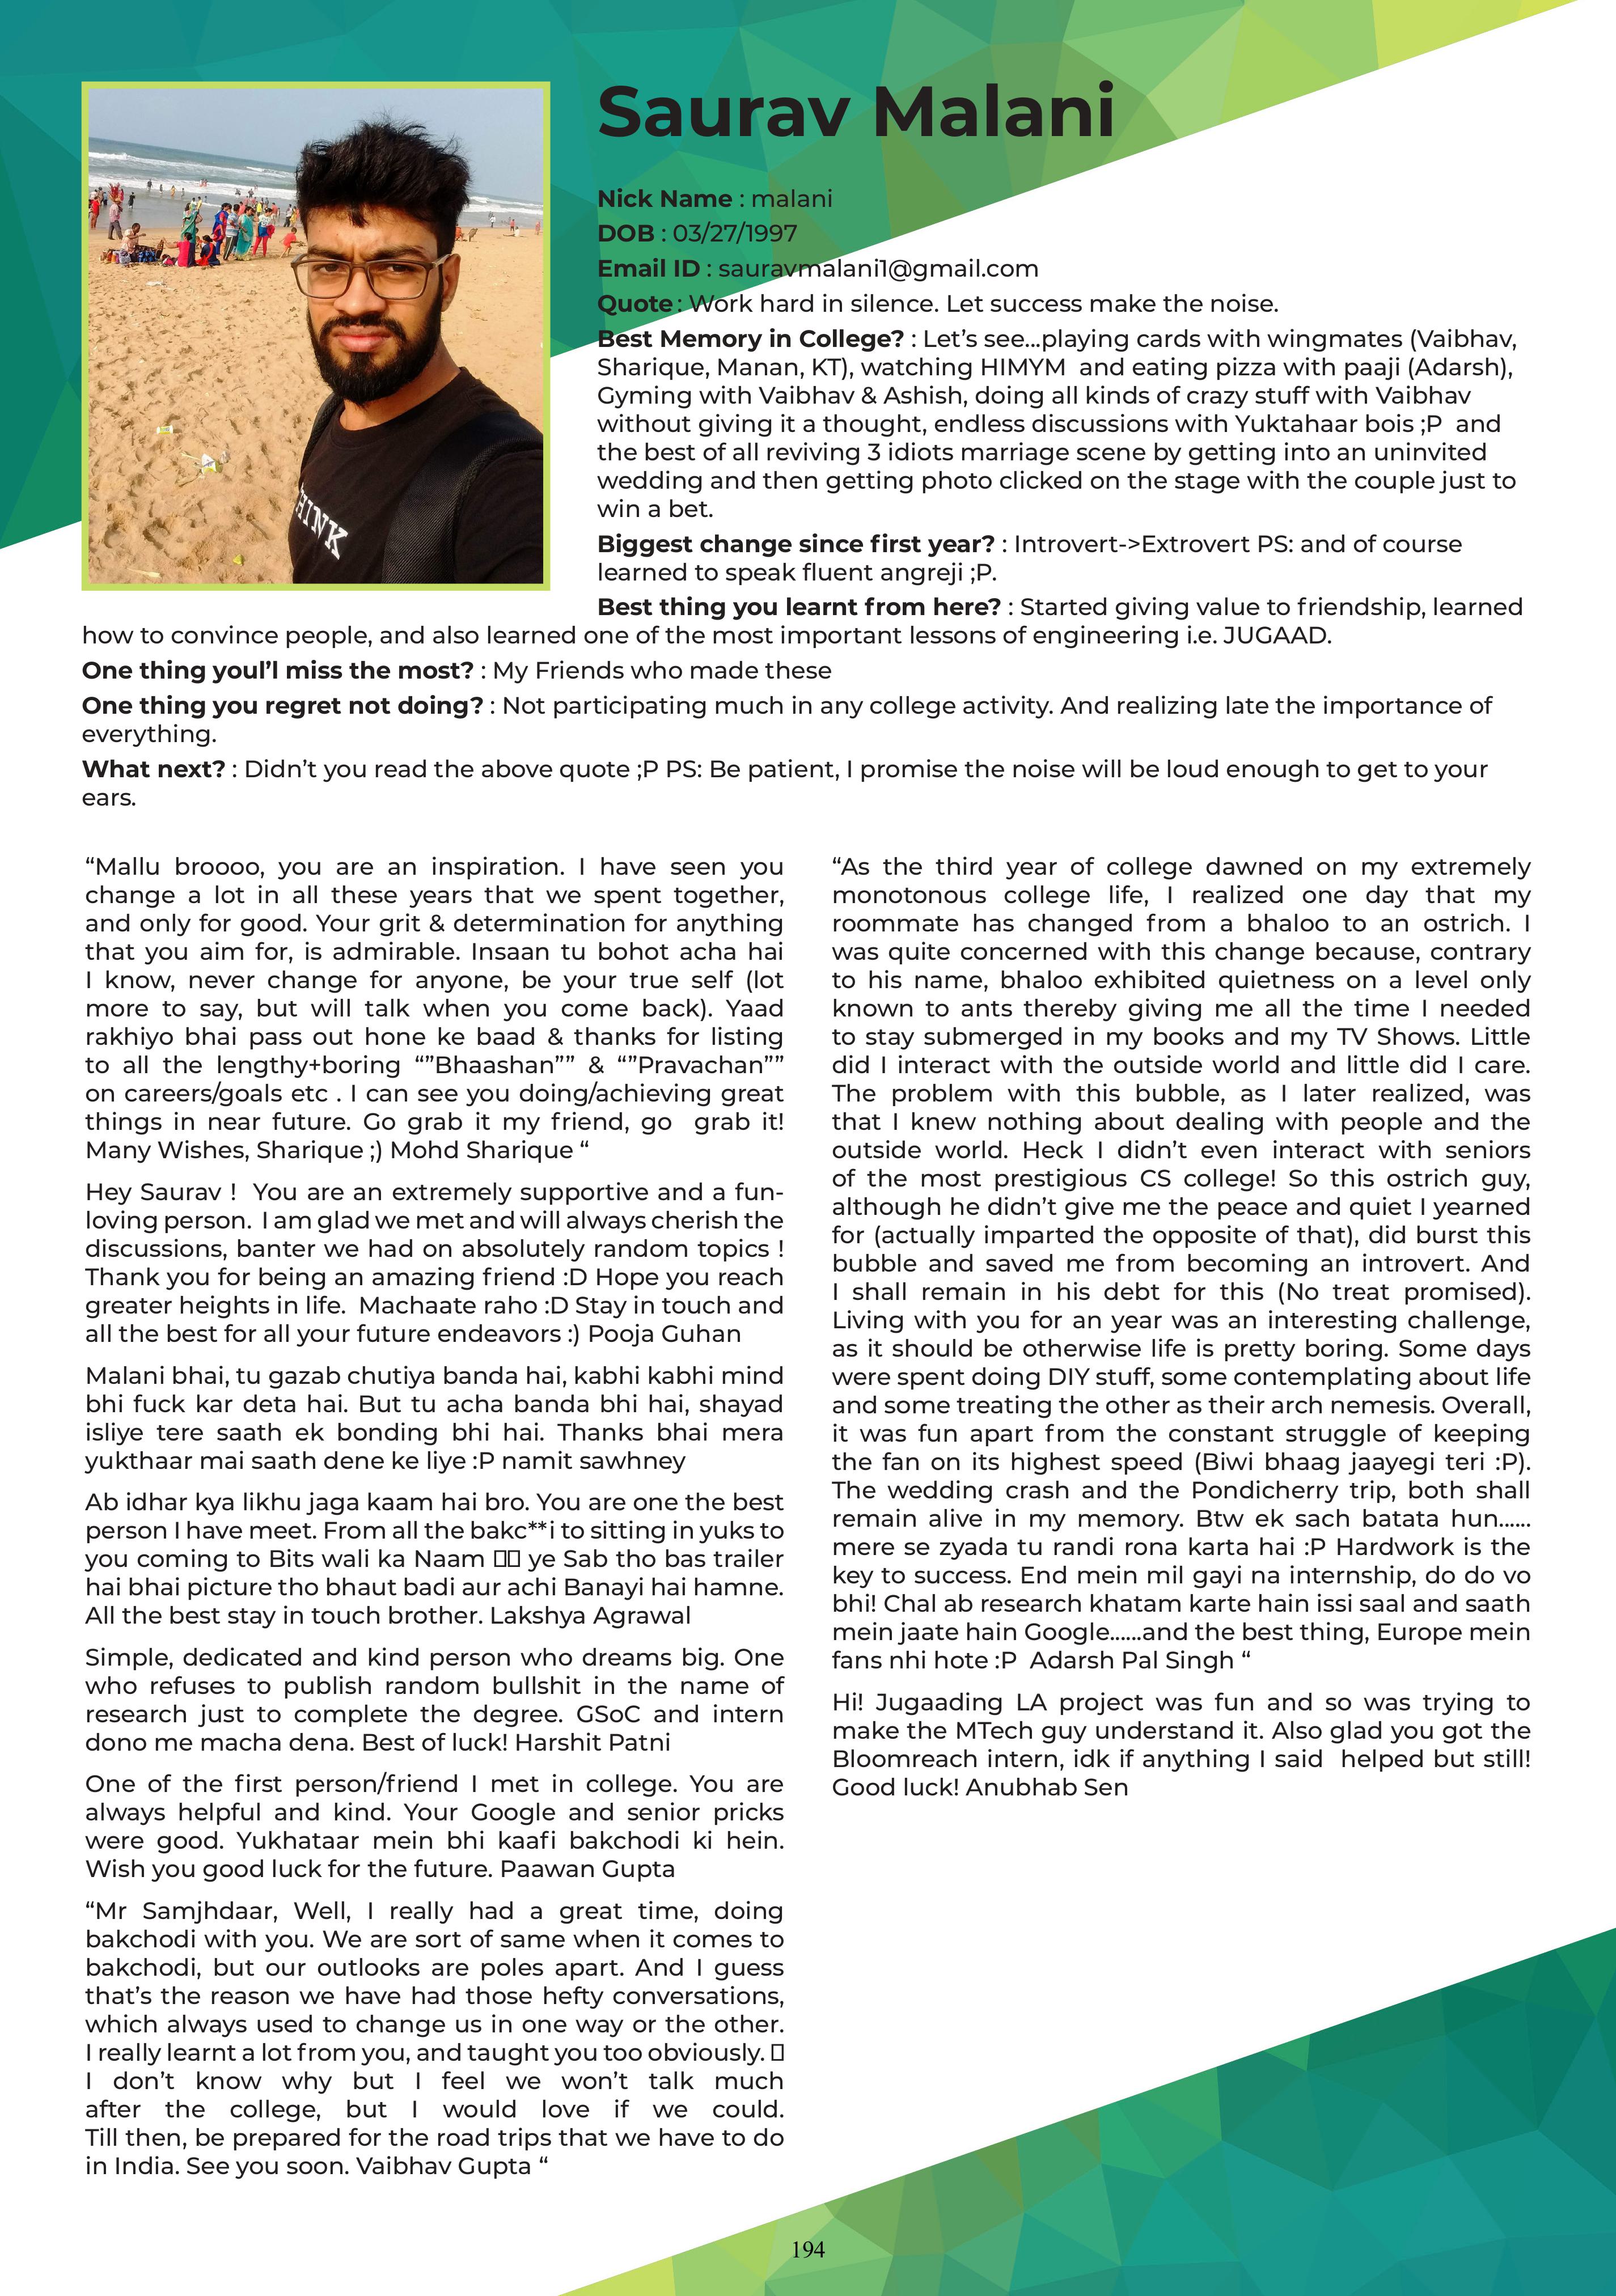 Saurav Malani
Nick Name : malani
DOB : 03/27/1997
Email ID : sauravmalani1@gmail.com
Quote : Work hard in silence. Let success make the noise.
Best Memory in College? : Let’s see...playing cards with wingmates (Vaibhav,
Sharique, Manan, KT), watching HIMYM  and eating pizza with paaji (Adarsh),
Gyming with Vaibhav & Ashish, doing all kinds of crazy stuff with Vaibhav
without giving it a thought, endless discussions with Yuktahaar bois ;P  and
the best of all reviving 3 idiots marriage scene by getting into an uninvited
wedding and then getting photo clicked on the stage with the couple just to
win a bet.
Biggest change since first year? : Introvert->Extrovert PS: and of course
learned to speak fluent angreji ;P.
Best thing you learnt from here? : Started giving value to friendship, learned
how to convince people, and also learned one of the most important lessons of engineering i.e. JUGAAD.
One thing youl’l miss the most? : My Friends who made these
One thing you regret not doing? : Not participating much in any college activity. And realizing late the importance of
everything.
What next? : Didn’t you read the above quote ;P PS: Be patient, I promise the noise will be loud enough to get to your
ears.
“Mallu broooo, you are an inspiration. I have seen you
change a lot in all these years that we spent together,
and only for good. Your grit & determination for anything
that you aim for, is admirable. Insaan tu bohot acha hai
I know, never change for anyone, be your true self (lot
more to say, but will talk when you come back). Yaad
rakhiyo bhai pass out hone ke baad & thanks for listing
to all the lengthy+boring “”Bhaashan”” & “”Pravachan””
on careers/goals etc . I can see you doing/achieving great
things in near future. Go grab it my friend, go  grab it!
Many Wishes, Sharique ;) Mohd Sharique “
Hey Saurav !  You are an extremely supportive and a fun-
loving person.  I am glad we met and will always cherish the
discussions, banter we had on absolutely random topics !
Thank you for being an amazing friend :D Hope you reach
greater heights in life.  Machaate raho :D Stay in touch and
all the best for all your future endeavors :) Pooja Guhan
Malani bhai, tu gazab chutiya banda hai, kabhi kabhi mind
bhi fuck kar deta hai. But tu acha banda bhi hai, shayad
isliye tere saath ek bonding bhi hai. Thanks bhai mera
yukthaar mai saath dene ke liye :P namit sawhney
Ab idhar kya likhu jaga kaam hai bro. You are one the best
person I have meet. From all the bakc**i to sitting in yuks to
you coming to Bits wali ka Naam □□ ye Sab tho bas trailer
hai bhai picture tho bhaut badi aur achi Banayi hai hamne.
All the best stay in touch brother. Lakshya Agrawal
Simple, dedicated and kind person who dreams big. One
who refuses to publish random bullshit in the name of
research just to complete the degree. GSoC and intern
dono me macha dena. Best of luck! Harshit Patni
One of the first person/friend I met in college. You are
always helpful and kind. Your Google and senior pricks
were good. Yukhataar mein bhi kaafi bakchodi ki hein.
Wish you good luck for the future. Paawan Gupta
“Mr Samjhdaar, Well, I really had a great time, doing
bakchodi with you. We are sort of same when it comes to
bakchodi, but our outlooks are poles apart. And I guess
that’s the reason we have had those hefty conversations,
which always used to change us in one way or the other.
I really learnt a lot from you, and taught you too obviously. □
I don’t know why but I feel we won’t talk much
after the college, but I would love if we could.
Till then, be prepared for the road trips that we have to do
in India. See you soon. Vaibhav Gupta “
“As the third year of college dawned on my extremely
monotonous college life, I realized one day that my
roommate has changed from a bhaloo to an ostrich. I
was quite concerned with this change because, contrary
to his name, bhaloo exhibited quietness on a level only
known to ants thereby giving me all the time I needed
to stay submerged in my books and my TV Shows. Little
did I interact with the outside world and little did I care.
The problem with this bubble, as I later realized, was
that I knew nothing about dealing with people and the
outside world. Heck I didn’t even interact with seniors
of the most prestigious CS college! So this ostrich guy,
although he didn’t give me the peace and quiet I yearned
for (actually imparted the opposite of that), did burst this
bubble and saved me from becoming an introvert. And
I shall remain in his debt for this (No treat promised).
Living with you for an year was an interesting challenge,
as it should be otherwise life is pretty boring. Some days
were spent doing DIY stuff, some contemplating about life
and some treating the other as their arch nemesis. Overall,
it was fun apart from the constant struggle of keeping
the fan on its highest speed (Biwi bhaag jaayegi teri :P).
The wedding crash and the Pondicherry trip, both shall
remain alive in my memory. Btw ek sach batata hun......
mere se zyada tu randi rona karta hai :P Hardwork is the
key to success. End mein mil gayi na internship, do do vo
bhi! Chal ab research khatam karte hain issi saal and saath
mein jaate hain Google......and the best thing, Europe mein
fans nhi hote :P  Adarsh Pal Singh “
Hi! Jugaading LA project was fun and so was trying to
make the MTech guy understand it. Also glad you got the
Bloomreach intern, idk if anything I said  helped but still!
Good luck! Anubhab Sen
HINK
194